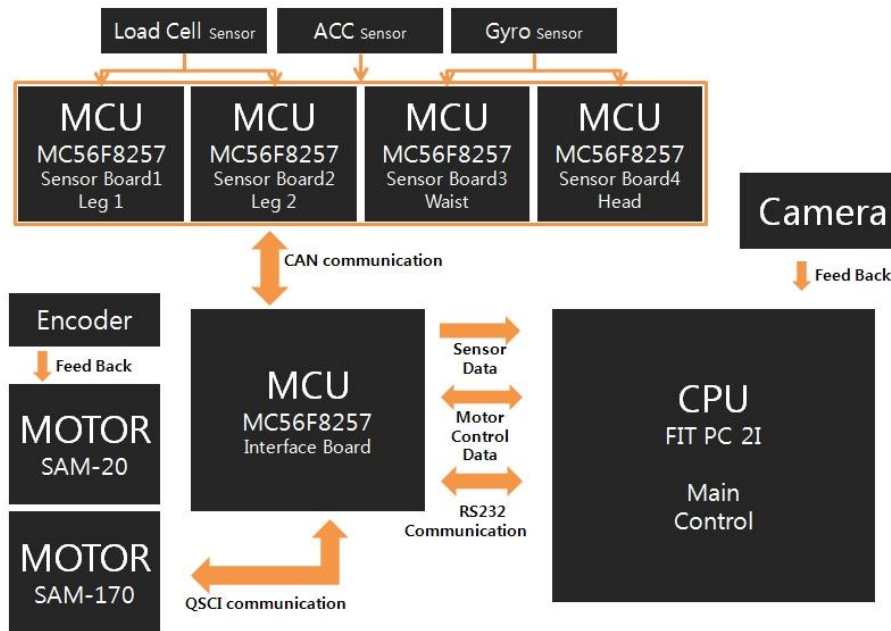 Load Cell Sensor
ACC Sensor
Gyro Sensor
MCU
MC56F8257
Sensor Board1
Leg 1
MCU
MC56F8257
Sensor Board2
Leg 2
MCU
MC56F8257
Sensor Board3
Waist
MCU
MC56F8257
Sensor Board4
Head
Camera
Feed Back
CAN communication
Encoder
Feed Back
MOTOR
SAM-20
MOTOR
SAM-170
MCU
MC56F8257
Interface Board
Sensor
Data
Motor
Control
Data
RS232
Communication
CPU
FIT PC 2I
Main
Control
QSCI communication